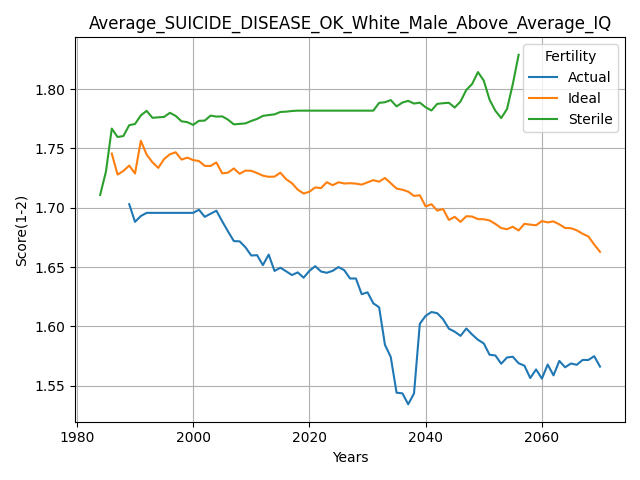 Average_SUICIDE_DISEASE_OK_White_Male_Above_Average_IQ
Fertility
Actual
Ideal
Sterile
Score(1-2)
1.80
1.75
1.70
1.65
1.60
1.55
1980 2000 2020 2040 2060
Years